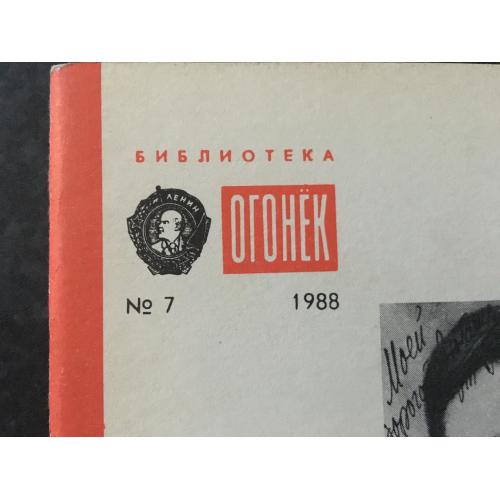 БИБЛИОТЕКА
ЛЕНИН
ОГОНЁК
№ 7 1988
Моей